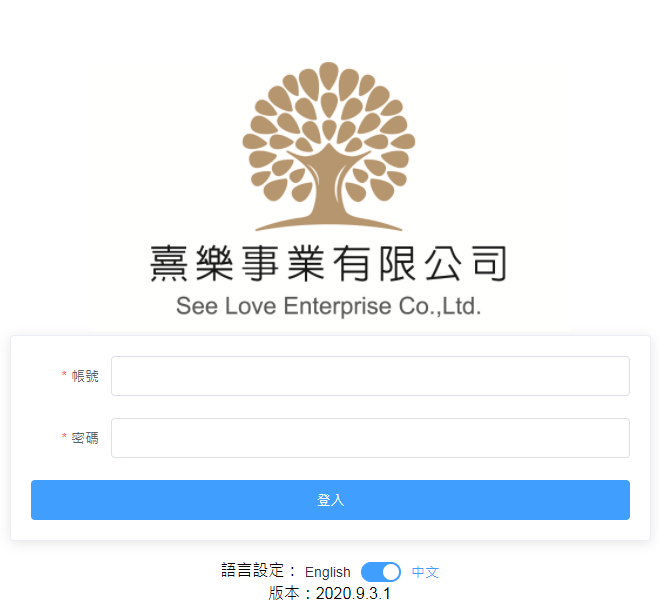 熹樂事業有限公司
See Love Enterprise Co.,Ltd.
* 帳號
* 密碼
登入
語言設定： English 中文
版本：2020.9.3.1